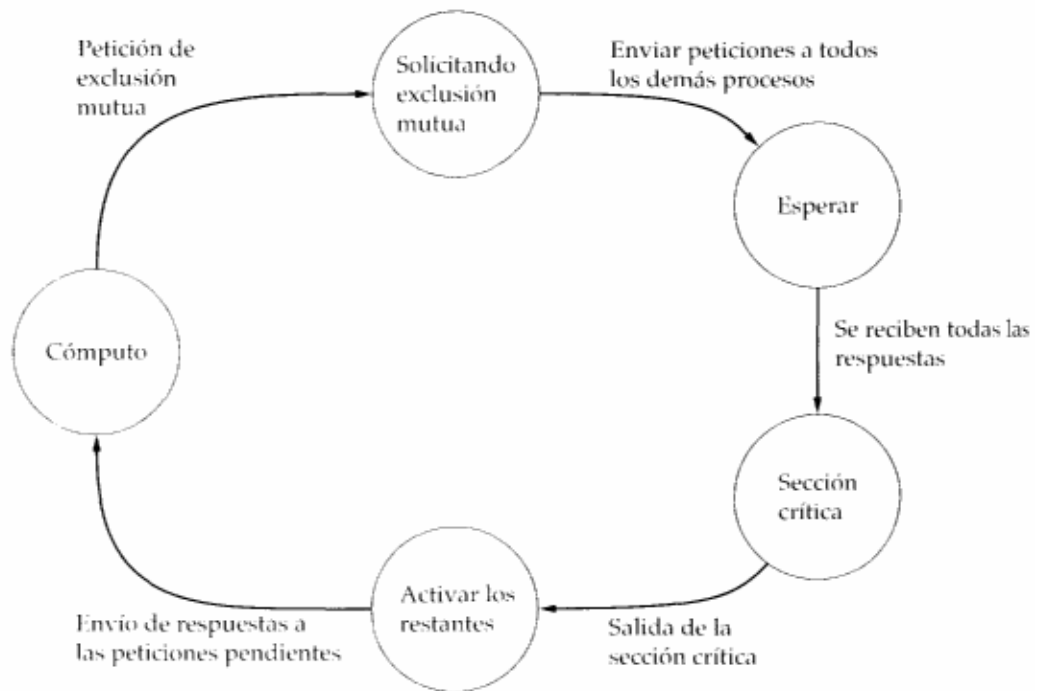 Petición de
exclusión
mutua
Solicitando
exclusión
mutua
Enviar peticiones a todos
los demás procesos
Esperar
Se reciben todas las
respuestas
Cómputo
Sección
crítica
Activar los
restantes
Envío de respuestas a
las peticiones pendientes
Salida de la
sección crítica